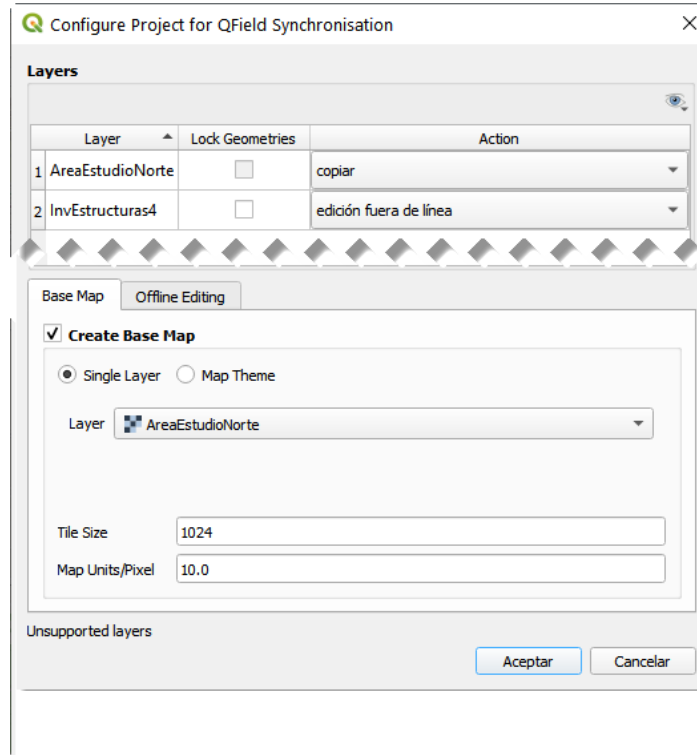 Configure Project for QField Synchronisation
Layers
Layer Lock Geometries Action
1 AreaEstudioNorte copiar
2 InvEstructuras4 edición fuera de línea
Base Map Offline Editing
Create Base Map
Single Layer Map Theme
Layer AreaEstudioNorte
Tile Size 1024
Map Units/Pixel 10.0
Unsupported layers
Aceptar Cancelar